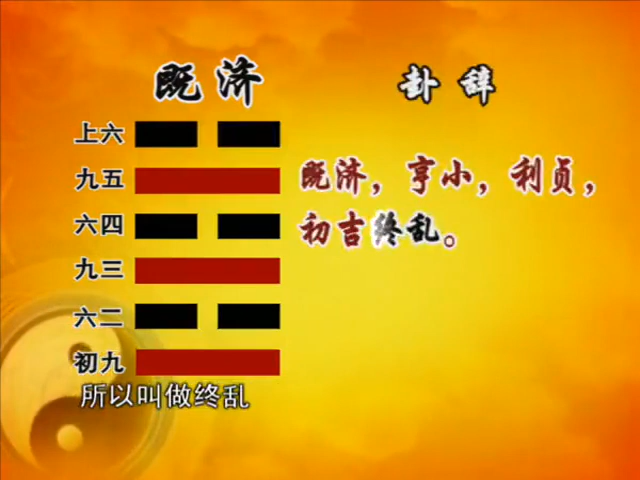 既济
卦辞
上六
九五
六四
九三
六二
初九
既济，亨小，利贞，
初吉终乱。
所以叫做终乱